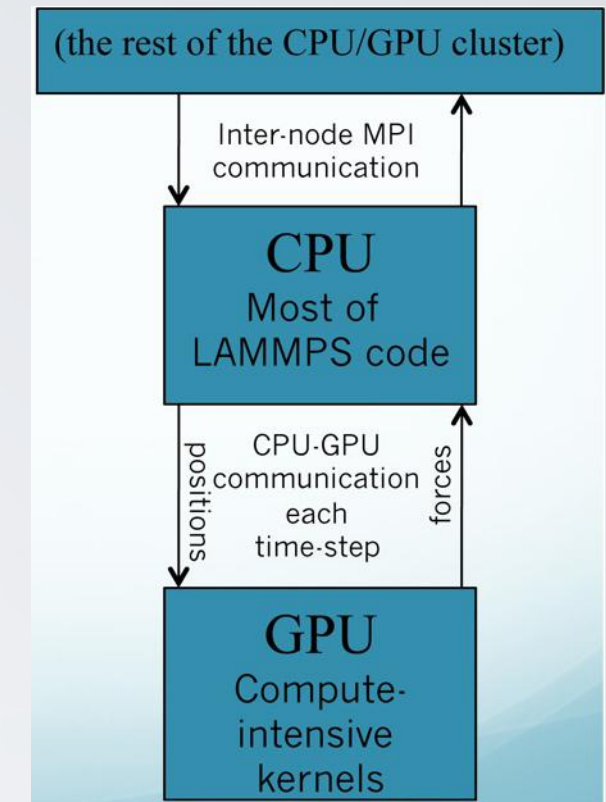 (the rest of the CPU/GPU cluster)
Inter-node MPI
communication
CPU
Most of
LAMMPS code
positions
CPU-GPU
communication
each
time-step
forces
GPU
Compute-
intensive
kernels